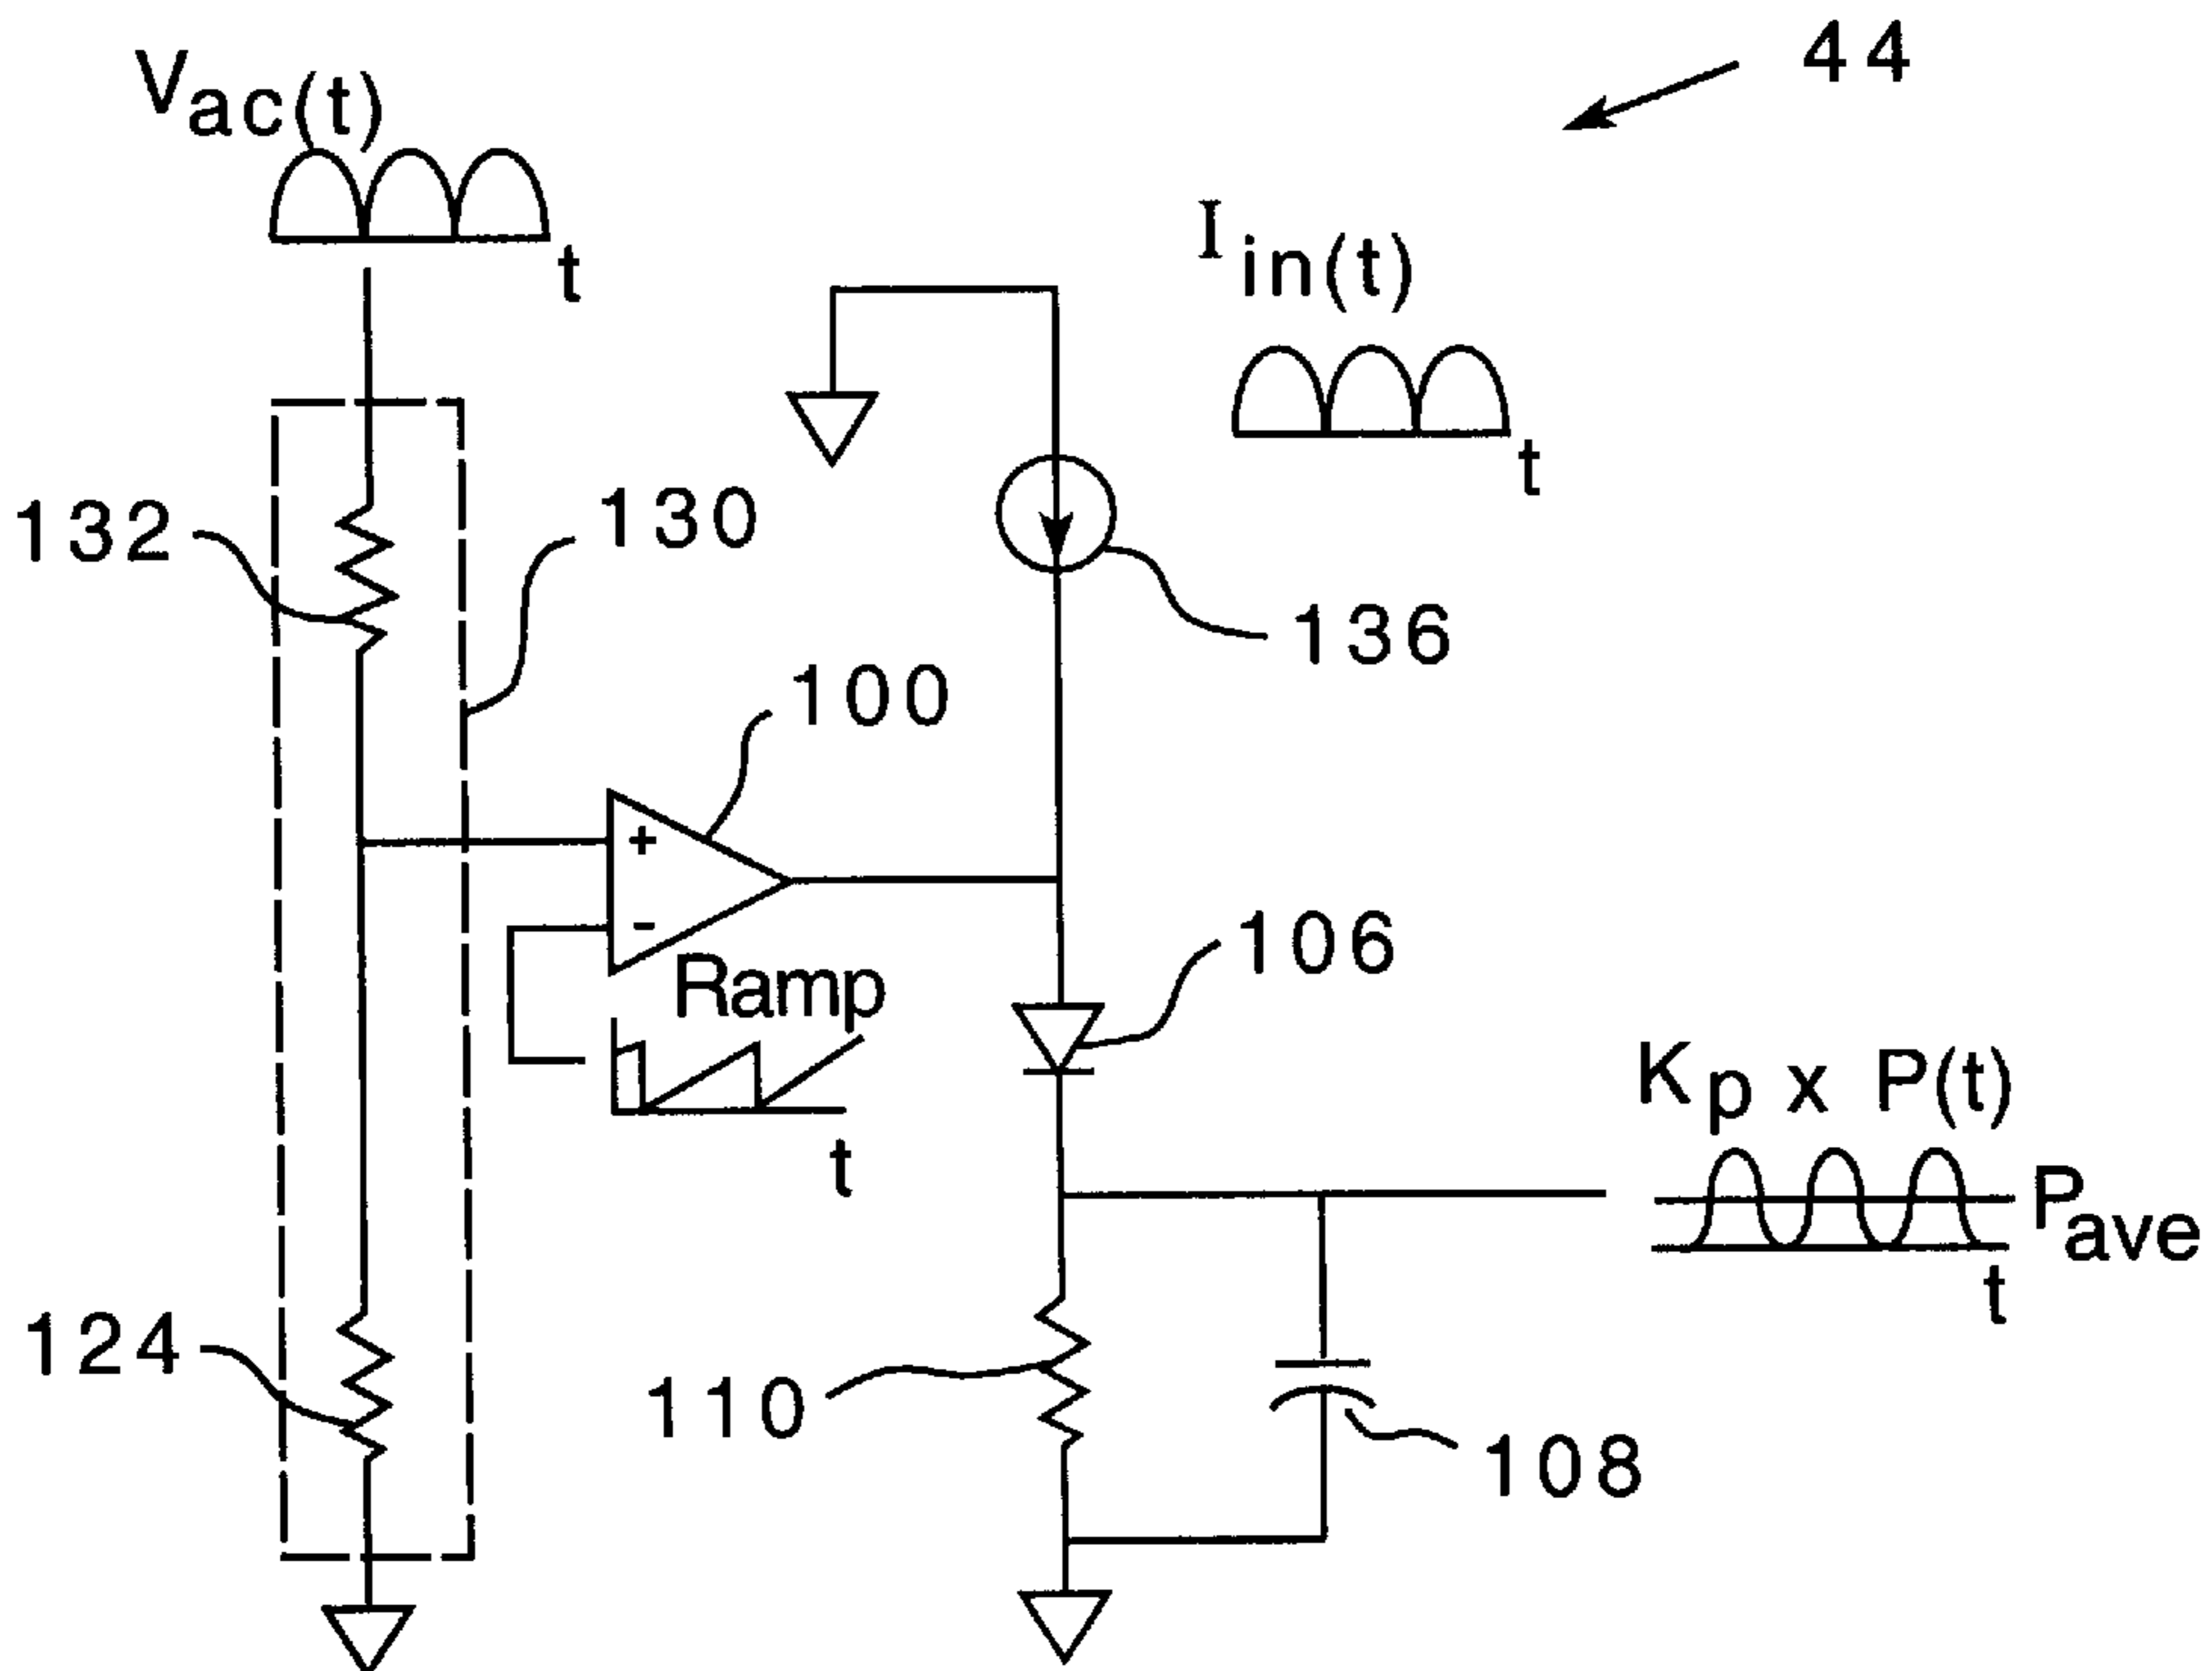 Vac(t)
44
t
Iin(t)
t
132
130
136
100
+
-
106
Ramp
t
Kp x P(t)
Pave
t
124
110
108